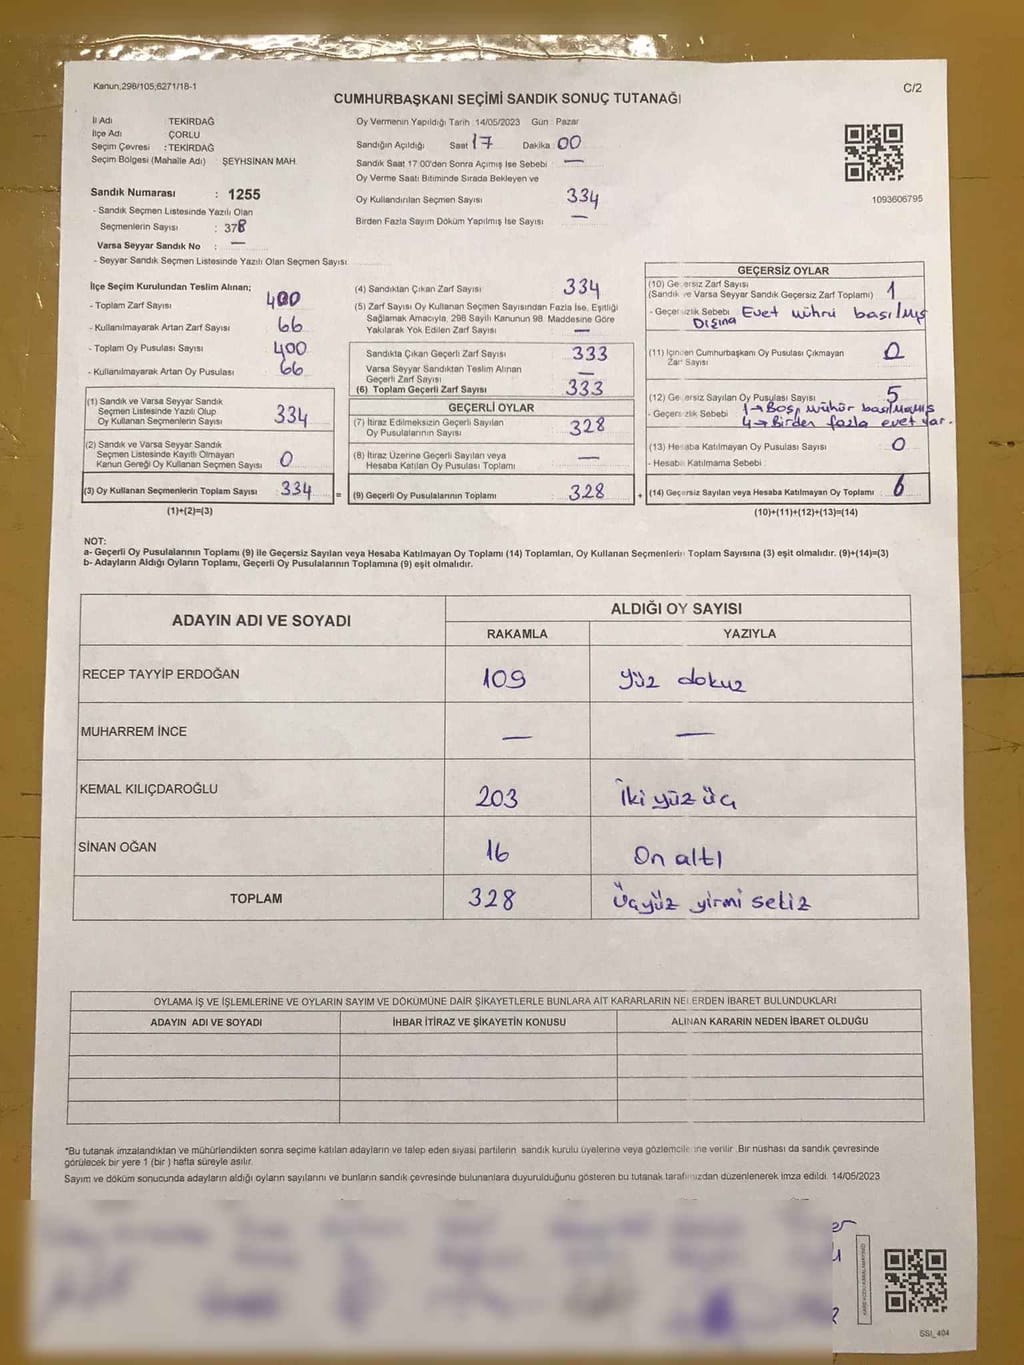 Kanun;298/105;6271/18-1
C/2
CUMHURBAŞKANI SEÇİMİ SANDIK SONUÇ TUTANAĞI
İl Adı TEKİRDAĞ
İlçe Adı ÇORLU
Seçim Çevresi : TEKİRDAĞ
Seçim Bölgesi (Mahalle Adı) : ŞEYHSİNAN MAH.
Sandık Numarası : 1255
- Sandık Seçmen Listesinde Yazılı Olan
Seçmenlerin Sayısı : 378
Varsa Seyyar Sandık No : —
- Seyyar Sandık Seçmen Listesinde Yazılı Olan Seçmen Sayısı:
Oy Vermenin Yapıldığı Tarih :14/05/2023 Gün : Pazar
Sandığın Açıldığı Saat 17 Dakika 00
Sandık Saat 17:00'den Sonra Açımış İse Sebebi —
Oy Verme Saati Bitiminde Sırada Bekleyen ve
Oy Kullandırılan Seçmen Sayısı 334
Birden Fazla Sayım Döküm Yapılmış İse Sayısı —
1093606795
İlçe Seçim Kurulundan Teslim Alınan;
- Toplam Zarf Sayısı 400
- Kullanılmayarak Artan Zarf Sayısı 66
- Toplam Oy Pusulası Sayısı 400
- Kullanılmayarak Artan Oy Pusulası 66
(1) Sandık ve Varsa Seyyar Sandık
Seçmen Listesinde Yazılı Olup
Oy Kullanan Seçmenlerin Sayısı 334
(2) Sandık ve Varsa Seyyar Sandık
Seçmen Listesinde Kayıtlı Olmayan
Kanun Gereği Oy Kullanan Seçmen Sayısı 0
(3) Oy Kullanan Seçmenlerin Toplam Sayısı 334 =
(1)+(2)=(3)
(4) Sandıktan Çıkan Zarf Sayısı 334
(5) Zarf Sayısı Oy Kullanan Seçmen Sayısından Fazla İse, Eşitliği
Sağlamak Amacıyla, 298 Sayılı Kanunun 98. Maddesine Göre
Yakılarak Yok Edilen Zarf Sayısı —
Sandıkta Çıkan Geçerli Zarf Sayısı 333
Varsa Seyyar Sandıktan Teslim Alınan
Geçerli Zarf Sayısı —
(6) Toplam Geçerli Zarf Sayısı 333
GEÇERLİ OYLAR
(7) İtiraz Edilmeksizin Geçerli Sayılan
Oy Pusulalarının Sayısı 328
(8) İtiraz Üzerine Geçerli Sayılan veya
Hesaba Katılan Oy Pusulası Toplamı —
(9) Geçerli Oy Pusulalarının Toplamı 328 +
GEÇERSİZ OYLAR
(10) Geçersiz Zarf Sayısı
(Sandık ve Varsa Seyyar Sandık Geçersiz Zarf Toplamı) 1
- Geçersizlik Sebebi Evet mührü basılmış
Dışına
(11) İçinden Cumhurbaşkanı Oy Pusulası Çıkmayan
Zarf Sayısı 0
(12) Geçersiz Sayılan Oy Pusulası Sayısı 5
- Geçersizlik Sebebi 1→Boş, mühür basılmamış
4→Birden fazla evet var.
(13) Hesaba Katılmayan Oy Pusulası Sayısı 0
- Hesaba Katılmama Sebebi
(14) Geçersiz Sayılan veya Hesaba Katılmayan Oy Toplamı 6
(10)+(11)+(12)+(13)=(14)
NOT:
a- Geçerli Oy Pusulalarının Toplamı (9) ile Geçersiz Sayılan veya Hesaba Katılmayan Oy Toplamı (14) Toplamları, Oy Kullanan Seçmenlerin Toplam Sayısına (3) eşit olmalıdır. (9)+(14)=(3)
b- Adayların Aldığı Oyların Toplamı, Geçerli Oy Pusulalarının Toplamına (9) eşit olmalıdır.
ADAYIN ADI VE SOYADI ALDIĞI OY SAYISI
RAKAMLA YAZIYLA
RECEP TAYYİP ERDOĞAN 109 yüz dokuz
MUHARREM İNCE — —
KEMAL KILIÇDAROĞLU 203 İki yüz üç
SİNAN OĞAN 16 On altı
TOPLAM 328 Üçyüz yirmi sekiz
OYLAMA İŞ VE İŞLEMLERİNE VE OYLARIN SAYIM VE DÖKÜMÜNE DAİR ŞİKAYETLERLE BUNLARA AİT KARARLARIN NELERDEN İBARET BULUNDUKLARI
ADAYIN ADI VE SOYADI İHBAR İTİRAZ VE ŞİKAYETİN KONUSU ALINAN KARARIN NEDEN İBARET OLDUĞU
*Bu tutanak imzalandıktan ve mühürlendikten sonra seçime katılan adayların ve talep eden siyasi partilerin sandık kurulu üyelerine veya gözlemcilerine verilir .Bir nüshası da sandık çevresinde
görülecek bir yere 1 (bir ) hafta süreyle asılır.
Sayım ve döküm sonucunda adayların aldığı oyların sayılarını ve bunların sandık çevresinde bulunanlara duyurulduğunu gösteren bu tutanak tarafımızdan düzenlenerek imza edildi. 14/05/2023
SSI_404